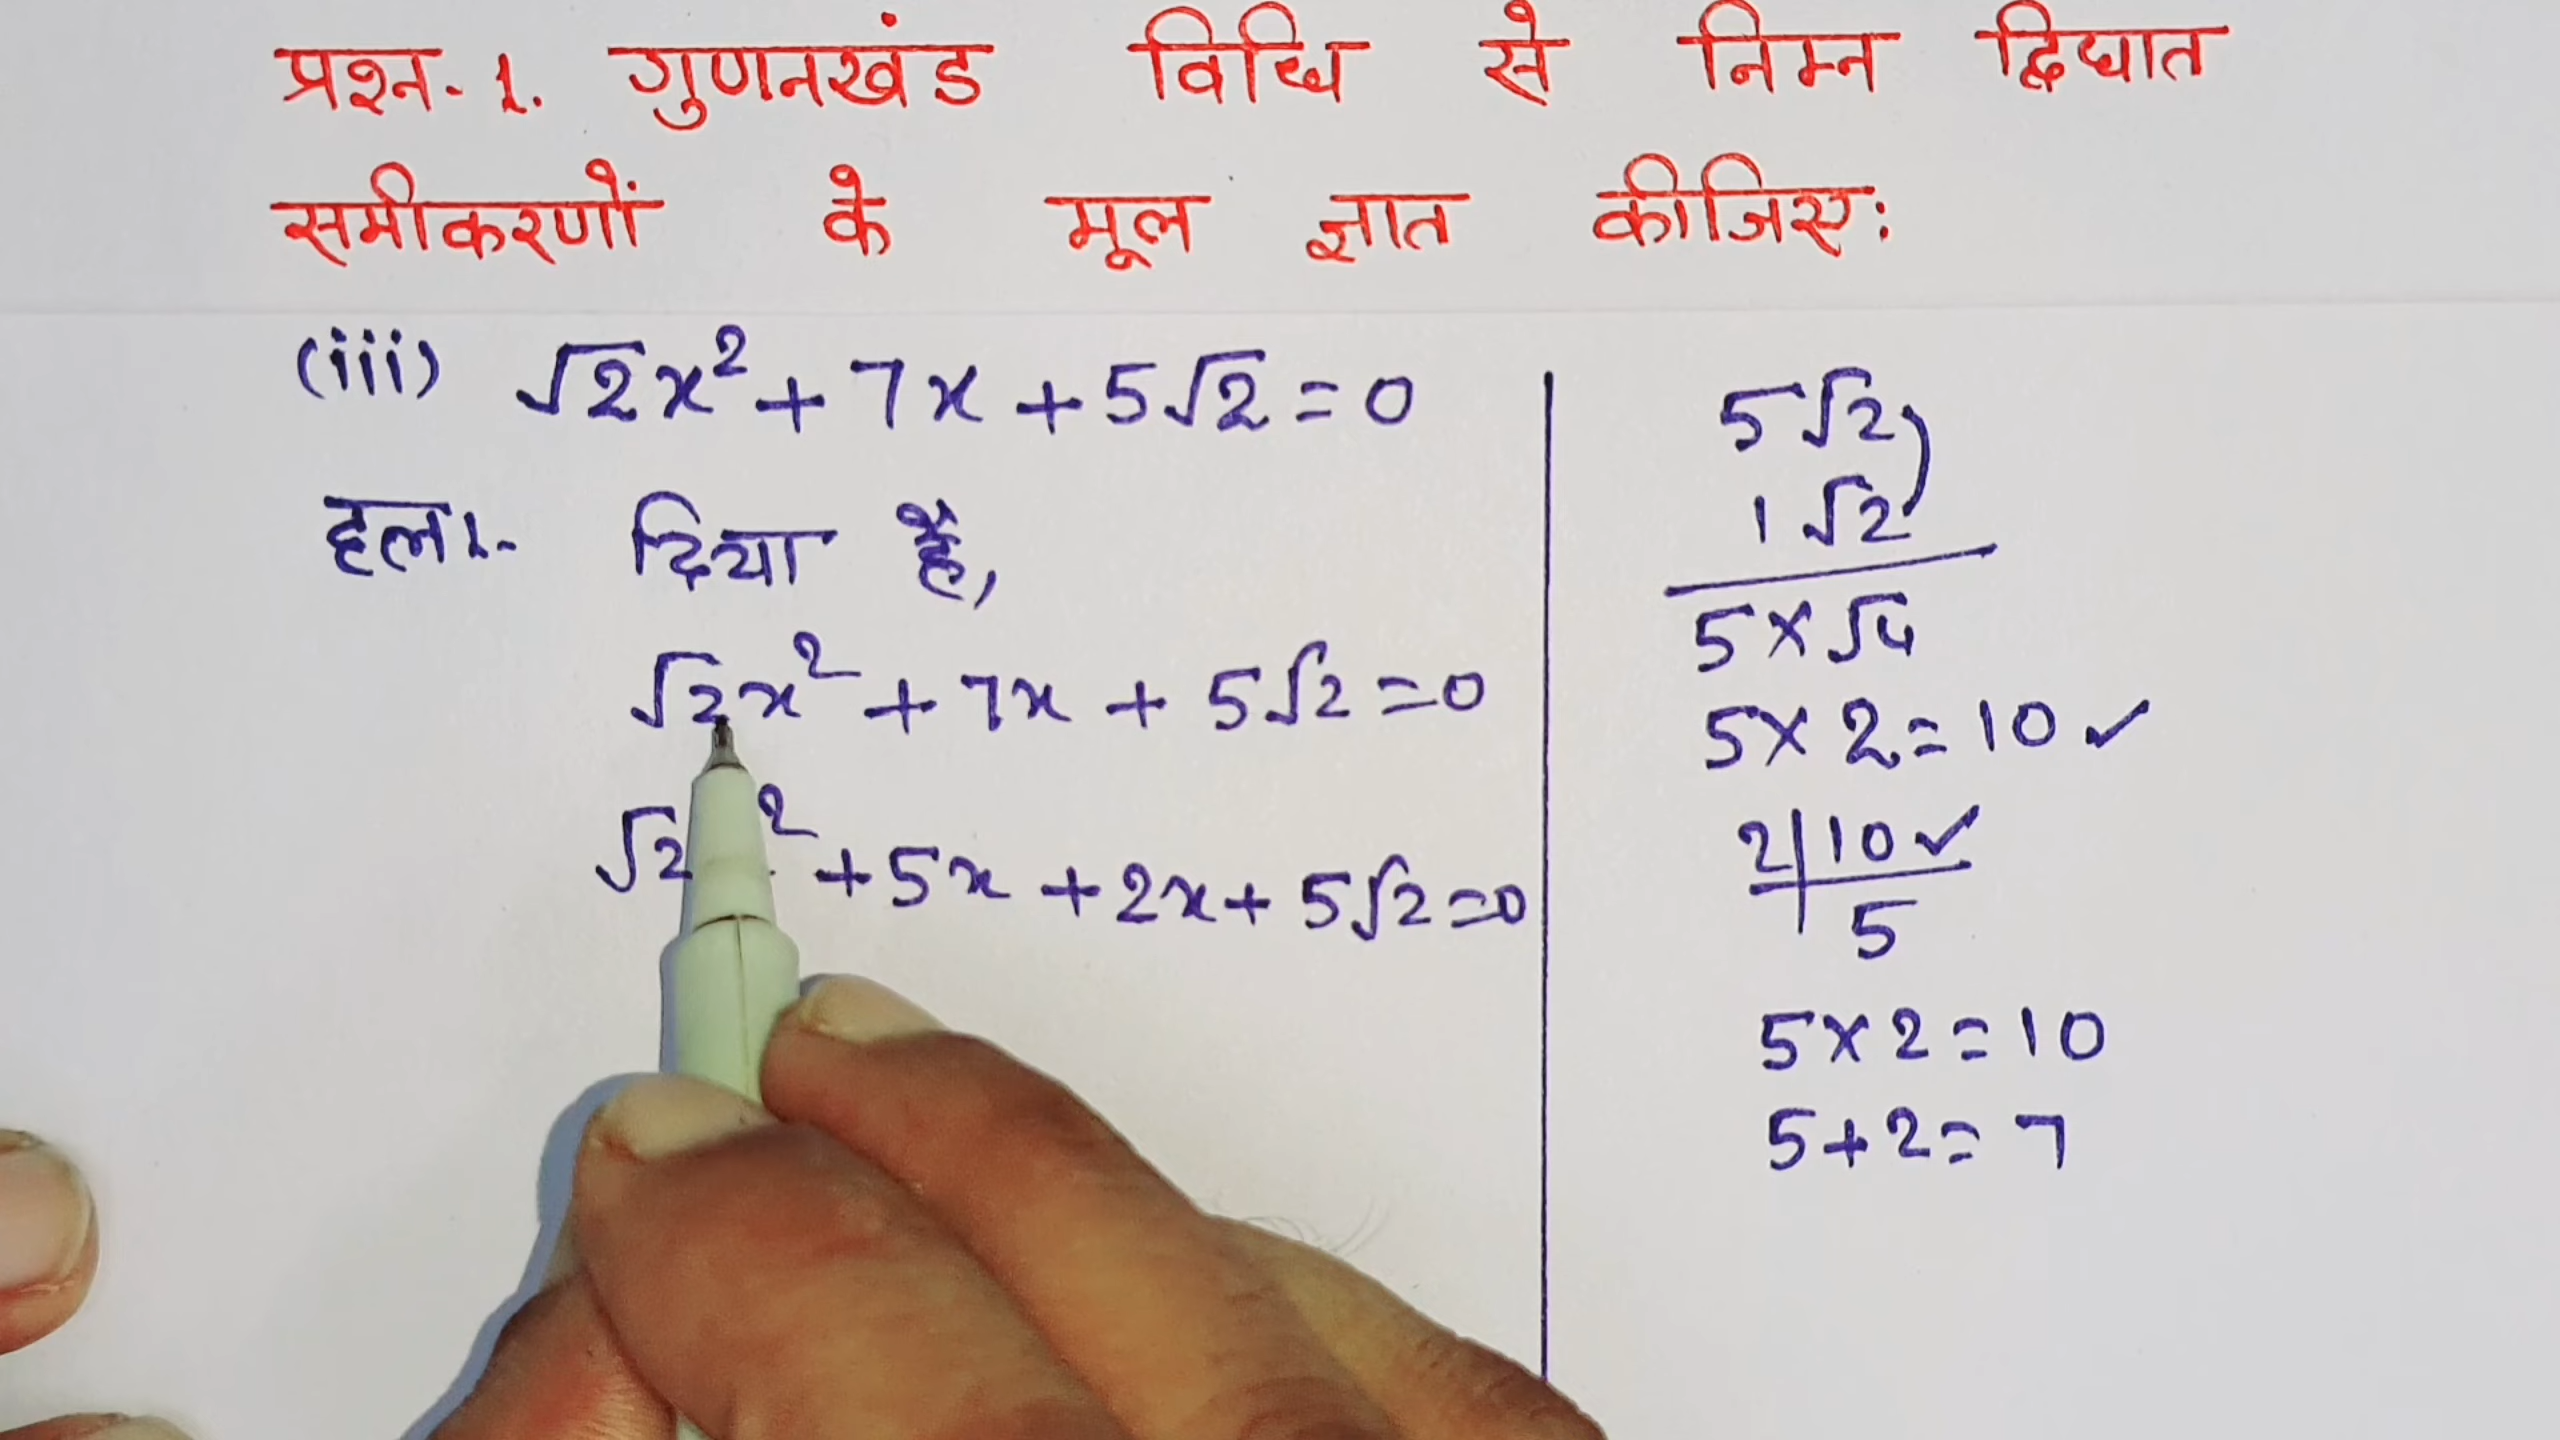 प्रश्न-1. गुणनखंड विधि से निम्न द्विघात
समीकरणों के मूल ज्ञात कीजिए:
(iii) √2x² + 7x + 5√2 = 0
हल:- दिया है,
√2x² + 7x + 5√2 = 0
√2 ² + 5x + 2x + 5√2 = 0
5√2
1√2
5 × √4
5 × 2 = 10 ✓
2 | 10 ✓
5
5 × 2 = 10
5 + 2 = 7